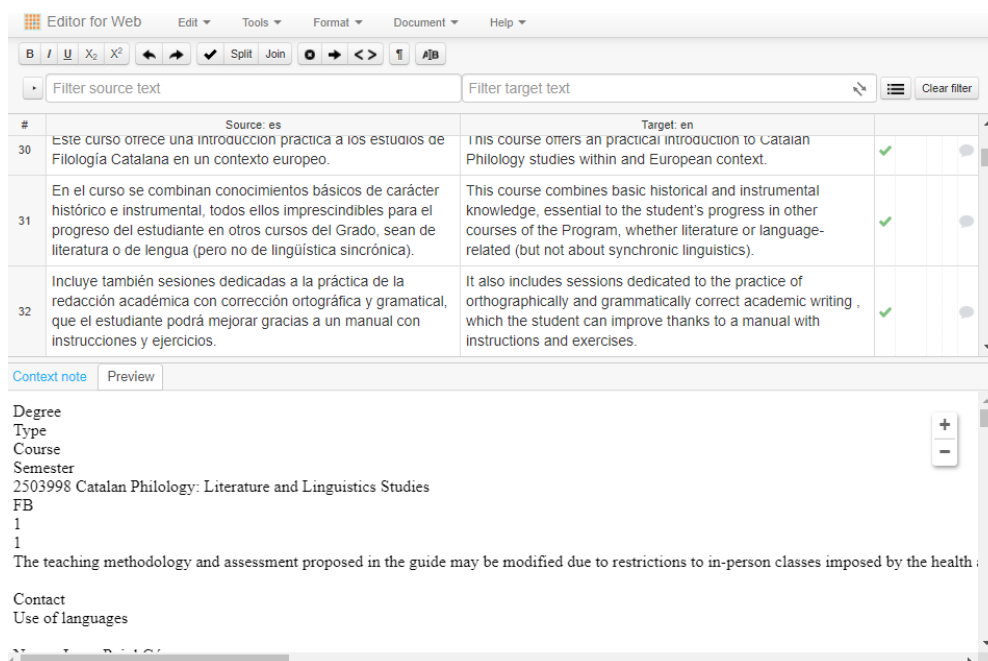 Editor for Web Edit Tools Format Document Help
B I U X₂ X² Split Join < > ¶ A|B
Filter source text Filter target text Clear filter
# Source: es Target: en
30
Este curso ofrece una introducción práctica a los estudios de
Filología Catalana en un contexto europeo.
This course offers an practical introduction to Catalan
Philology studies within and European context.
31
En el curso se combinan conocimientos básicos de carácter
histórico e instrumental, todos ellos imprescindibles para el
progreso del estudiante en otros cursos del Grado, sean de
literatura o de lengua (pero no de lingüística sincrónica).
This course combines basic historical and instrumental
knowledge, essential to the student’s progress in other
courses of the Program, whether literature or language-
related (but not about synchronic linguistics).
32
Incluye también sesiones dedicadas a la práctica de la
redacción académica con corrección ortográfica y gramatical,
que el estudiante podrá mejorar gracias a un manual con
instrucciones y ejercicios.
It also includes sessions dedicated to the practice of
orthographically and grammatically correct academic writing ,
which the student can improve thanks to a manual with
instructions and exercises.
Context note Preview
Degree
Type
Course
Semester
2503998 Catalan Philology: Literature and Linguistics Studies
FB
1
1
The teaching methodology and assessment proposed in the guide may be modified due to restrictions to in-person classes imposed by the health
Contact
Use of languages